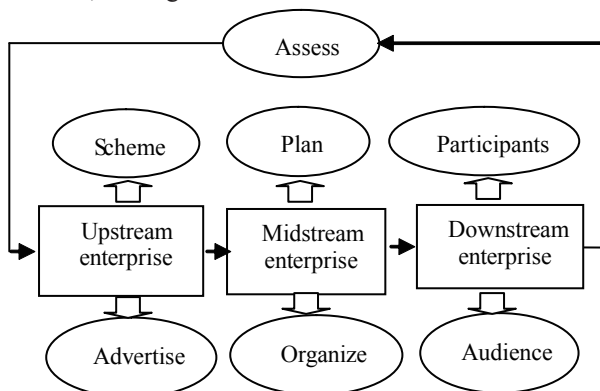 Assess
Scheme
Plan
Participants
Upstream
enterprise
Midstream
enterprise
Downstream
enterprise
Advertise
Organize
Audience